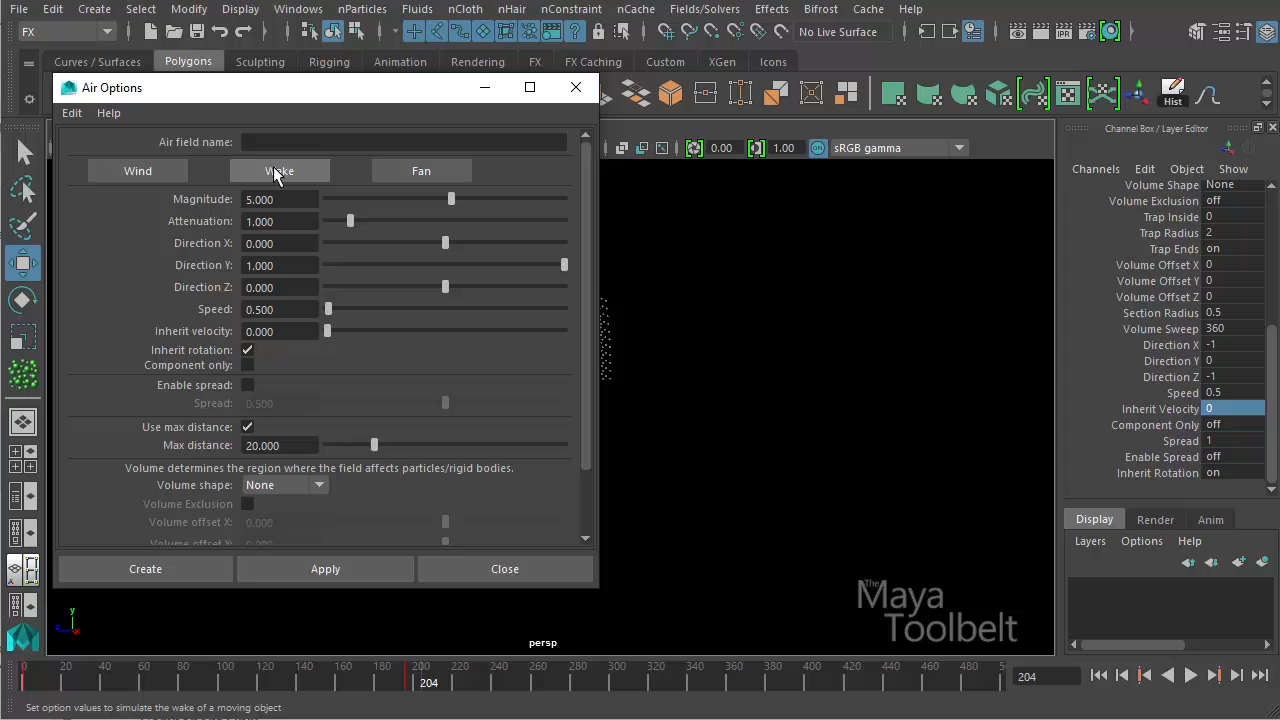 File Edit Create Select Modify Display Windows nParticles Fluids nCloth nHair nConstraint nCache Fields/Solvers Effects Bifrost Cache Help
FX No Live Surface
Curves / Surfaces Polygons Sculpting Rigging Animation Rendering FX FX Caching Custom XGen Icons
Hist
Air Options
Edit Help
Air field name:
Wind Wake Fan
Magnitude: 5.000
Attenuation: 1.000
Direction X: 0.000
Direction Y: 1.000
Direction Z: 0.000
Speed: 0.500
Inherit velocity: 0.000
Inherit rotation:
Component only:
Enable spread:
Spread: 0.500
Use max distance:
Max distance: 20.000
Volume determines the region where the field affects particles/rigid bodies.
Volume shape: None
Volume Exclusion
Volume offset X: 0.000
Volume offset Y: 0.000
Create Apply Close
0.00 1.00 ON sRGB gamma
Channel Box / Layer Editor
Channels Edit Object Show
Volume Shape None
Volume Exclusion off
Trap Inside 0
Trap Radius 2
Trap Ends on
Volume Offset X 0
Volume Offset Y 0
Volume Offset Z 0
Section Radius 0.5
Volume Sweep 360
Direction X -1
Direction Y 0
Direction Z -1
Speed 0.5
Inherit Velocity 0
Component Only off
Spread 1
Enable Spread off
Inherit Rotation on
Display Render Anim
Layers Options Help
The
Maya
Toolbelt
y
z x
persp
0 20 40 60 80 100 120 140 160 180 200 220 240 260 280 300 320 340 360 380 400 420 440 460 480 5
204
204
IPR
Set option values to simulate the wake of a moving object